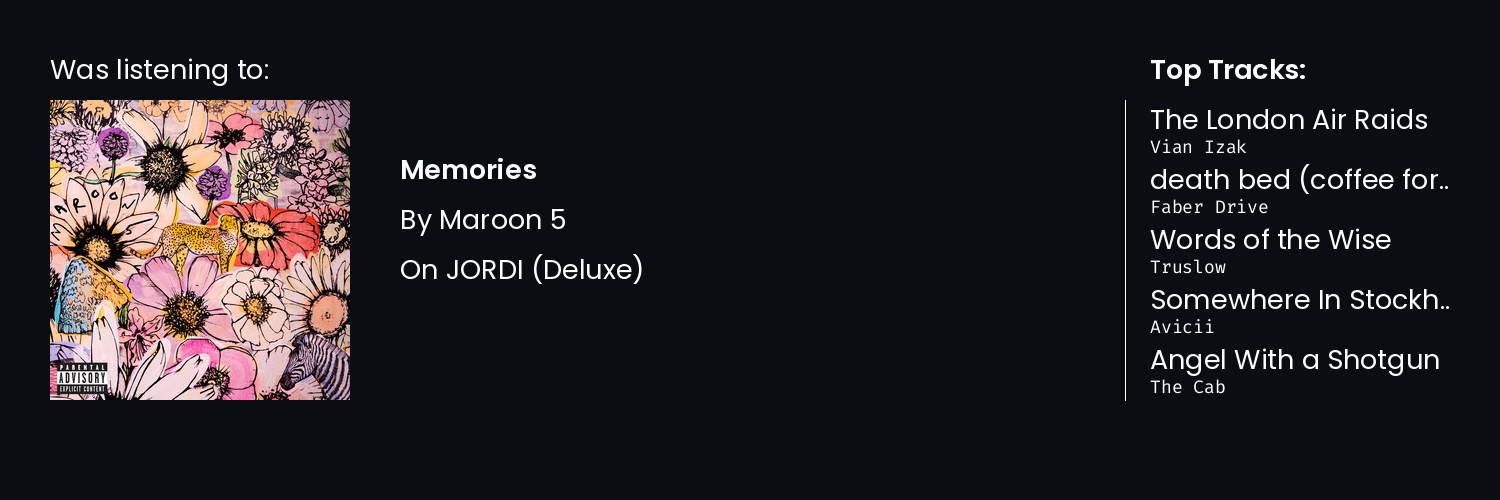 Was listening to:
MAROON 5
PARENTAL
ADVISORY
EXPLICIT CONTENT
Memories
By Maroon 5
On JORDI (Deluxe)
Top Tracks:
The London Air Raids
Vian Izak
death bed (coffee for..
Faber Drive
Words of the Wise
Truslow
Somewhere In Stockh..
Avicii
Angel With a Shotgun
The Cab